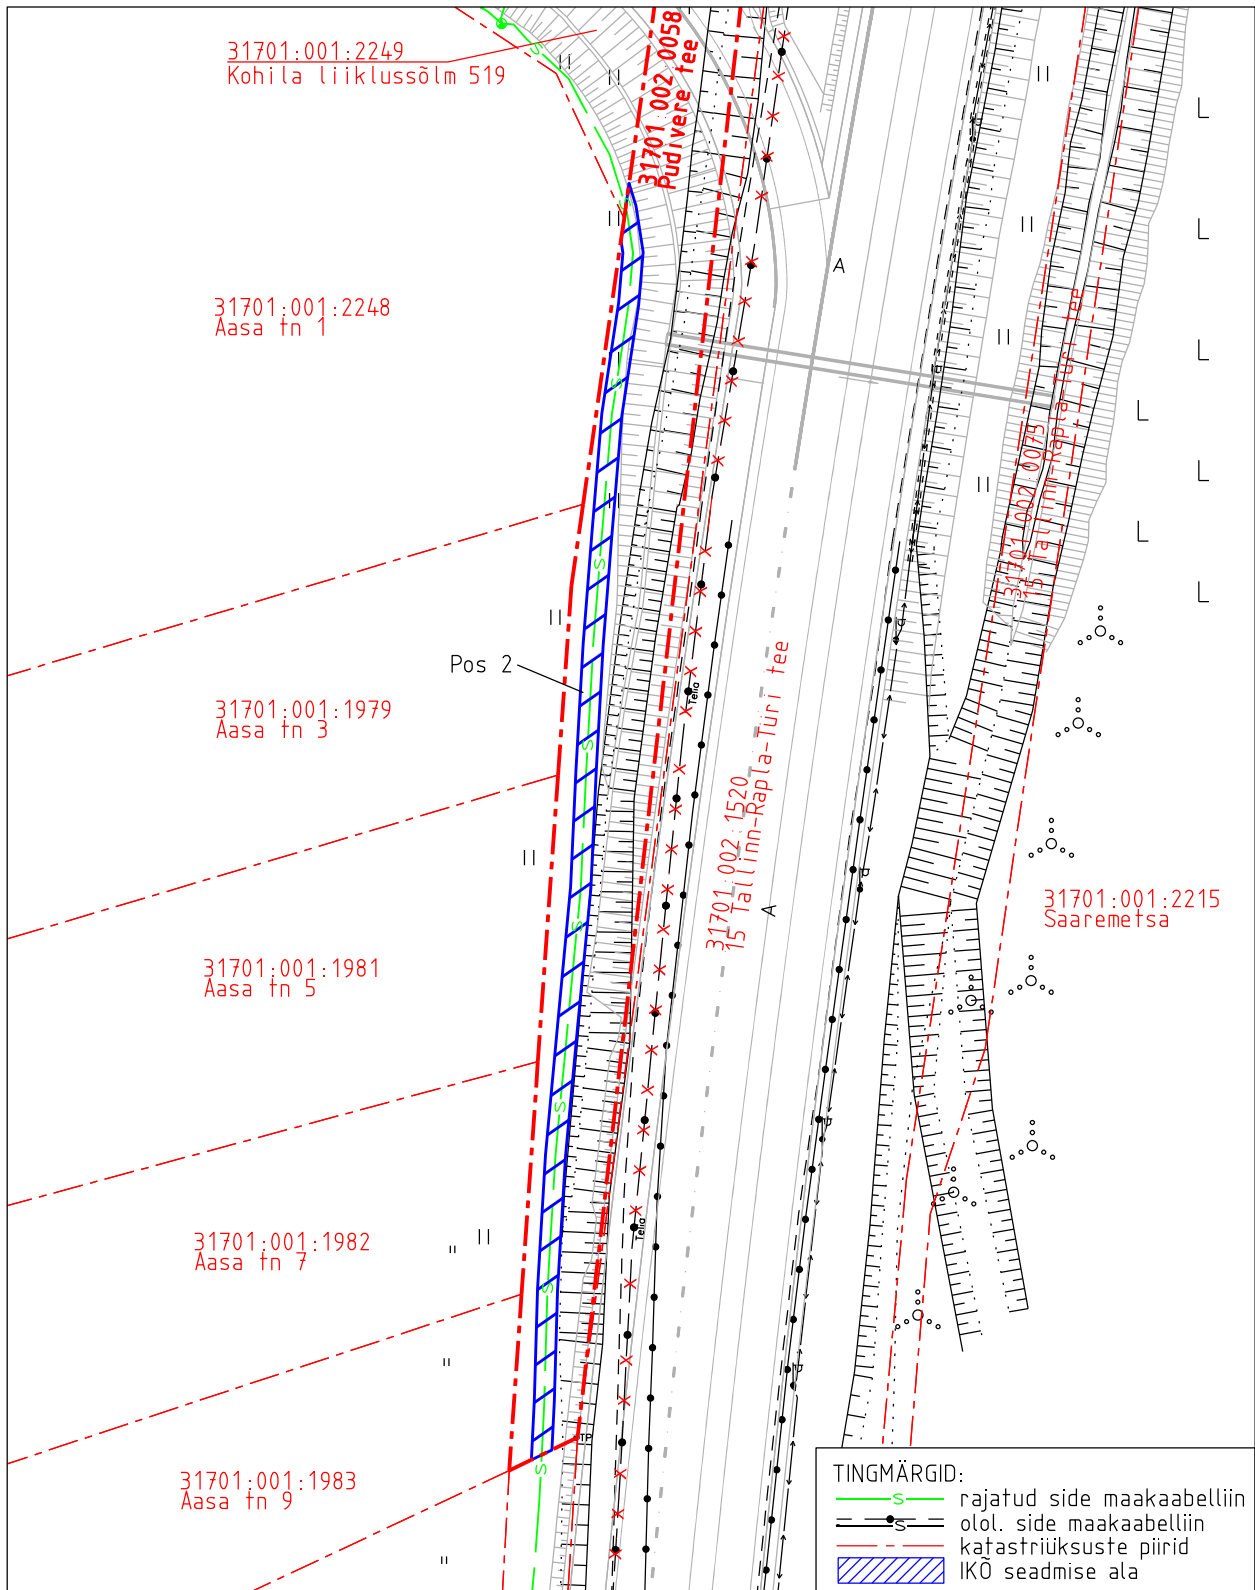 31701:001:2249
Kohila liiklussõlm 519
31701:002:0058
Pudivere tee
31701:001:2248
Aasa tn 1
A
31701:002:0075
15 Tallinn-Rapla-Türi tee
Pos 2
31701:001:1979
Aasa tn 3
Telia
31701:002:1520
15 Tallinn-Rapla-Türi tee
A
31701:001:2215
Saaremetsa
31701:001:1981
Aasa tn 5
31701:001:1982
Aasa tn 7
Telia
31701:001:1983
Aasa tn 9
TP
TINGMÄRGID:
S rajatud side maakaabelliin
S olol. side maakaabelliin
katastriüksuste piirid
IKÕ seadmise ala